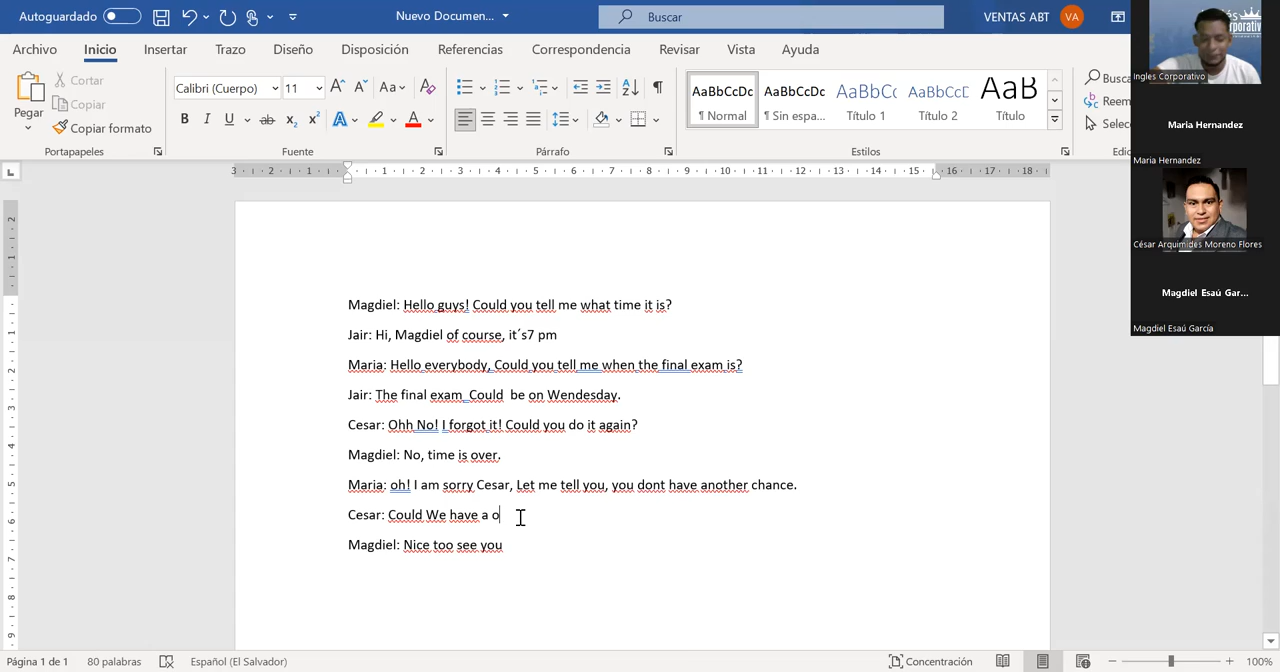 Autoguardado
Nuevo Documen...
Buscar
VENTAS ABT
VA
Archivo Inicio Insertar Trazo Diseño Disposición Referencias Correspondencia Revisar Vista Ayuda
Pegar
Cortar
Copiar
Copiar formato
Portapapeles
Calibri (Cuerpo) 11
Fuente
Párrafo
AaBbCcDc
¶ Normal
AaBbCcDc
¶ Sin espa...
AaBbCc
Título 1
AaBbCcD
Título 2
AaB
Título
Estilos
Ingles Corporativo
Maria Hernandez
Maria Hernandez
César Arquimides Moreno Flores
Magdiel Esaú Gar...
Magdiel Esaú García
Magdiel: Hello guys! Could you tell me what time it is?
Jair: Hi, Magdiel of course, it´s7 pm
Maria: Hello everybody, Could you tell me when the final exam is?
Jair: The final exam Could be on Wendesday.
Cesar: Ohh No! I forgot it! Could you do it again?
Magdiel: No, time is over.
Maria: oh! I am sorry Cesar, Let me tell you, you dont have another chance.
Cesar: Could We have a o
Magdiel: Nice too see you
Página 1 de 1 80 palabras Español (El Salvador) Concentración 100%